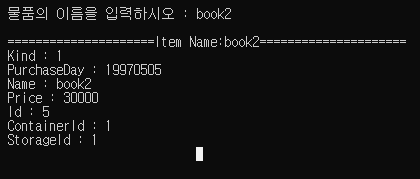 물품의 이름을 입력하시오 : book2
=====================Item Name:book2=====================
Kind : 1
PurchaseDay : 19970505
Name : book2
Price : 30000
Id : 5
ContainerId : 1
StorageId : 1